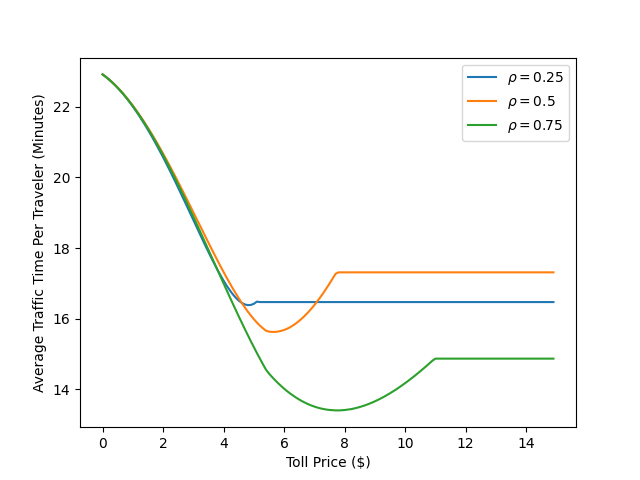 ρ = 0.25
ρ = 0.5
ρ = 0.75
Average Traffic Time Per Traveler (Minutes)
22
20
18
16
14
0 2 4 6 8 10 12 14
Toll Price ($)